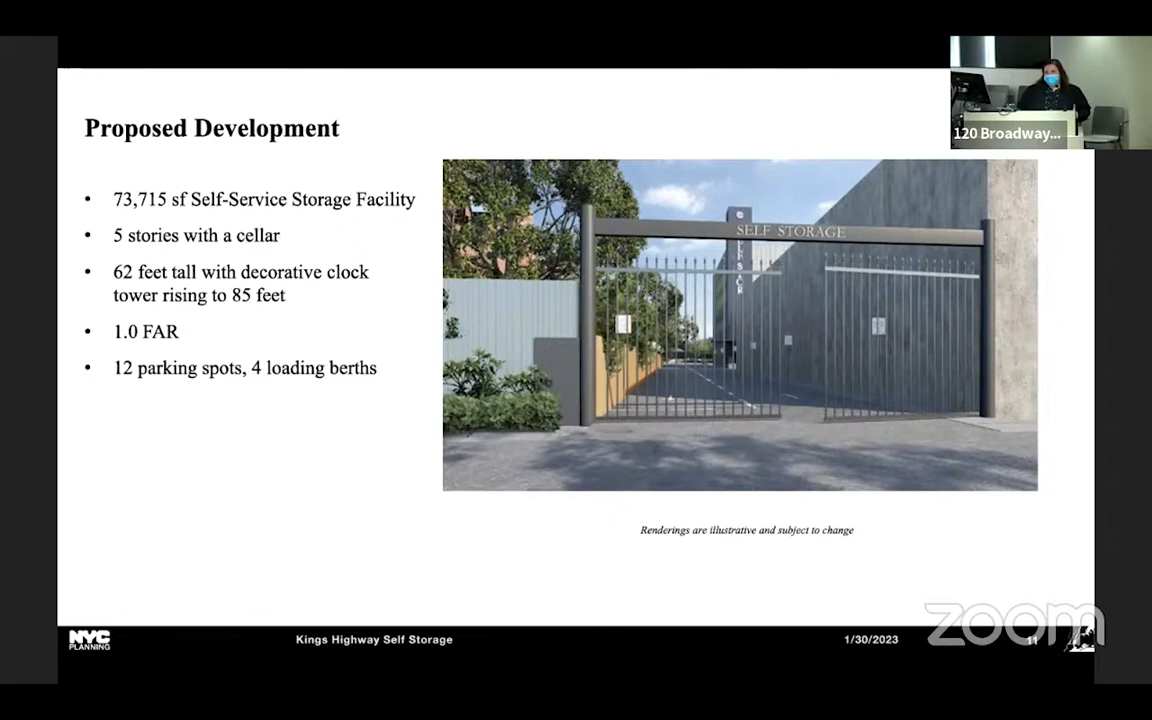 120 Broadway...
Proposed Development
• 73,715 sf Self-Service Storage Facility
• 5 stories with a cellar
• 62 feet tall with decorative clock
tower rising to 85 feet
• 1.0 FAR
• 12 parking spots, 4 loading berths
SELF STORAGE
Renderings are illustrative and subject to change
NYC
PLANNING
Kings Highway Self Storage
1/30/2023
11
zoom